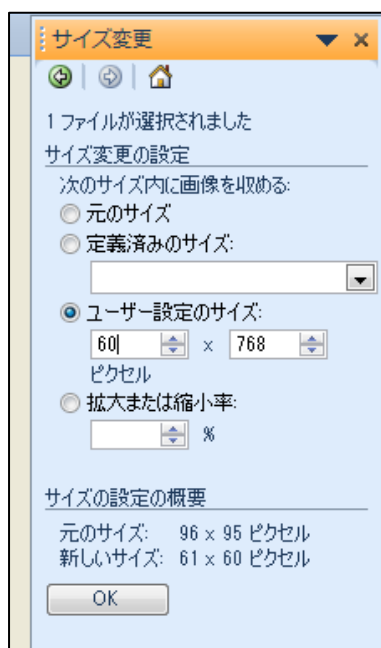 サイズ変更
1 ファイルが選択されました
サイズ変更の設定
次のサイズ内に画像を収める:
元のサイズ
定義済みのサイズ:
ユーザー設定のサイズ:
60 × 768
ピクセル
拡大または縮小率:
%
サイズの設定の概要
元のサイズ: 96 x 95 ピクセル
新しいサイズ: 61 x 60 ピクセル
OK